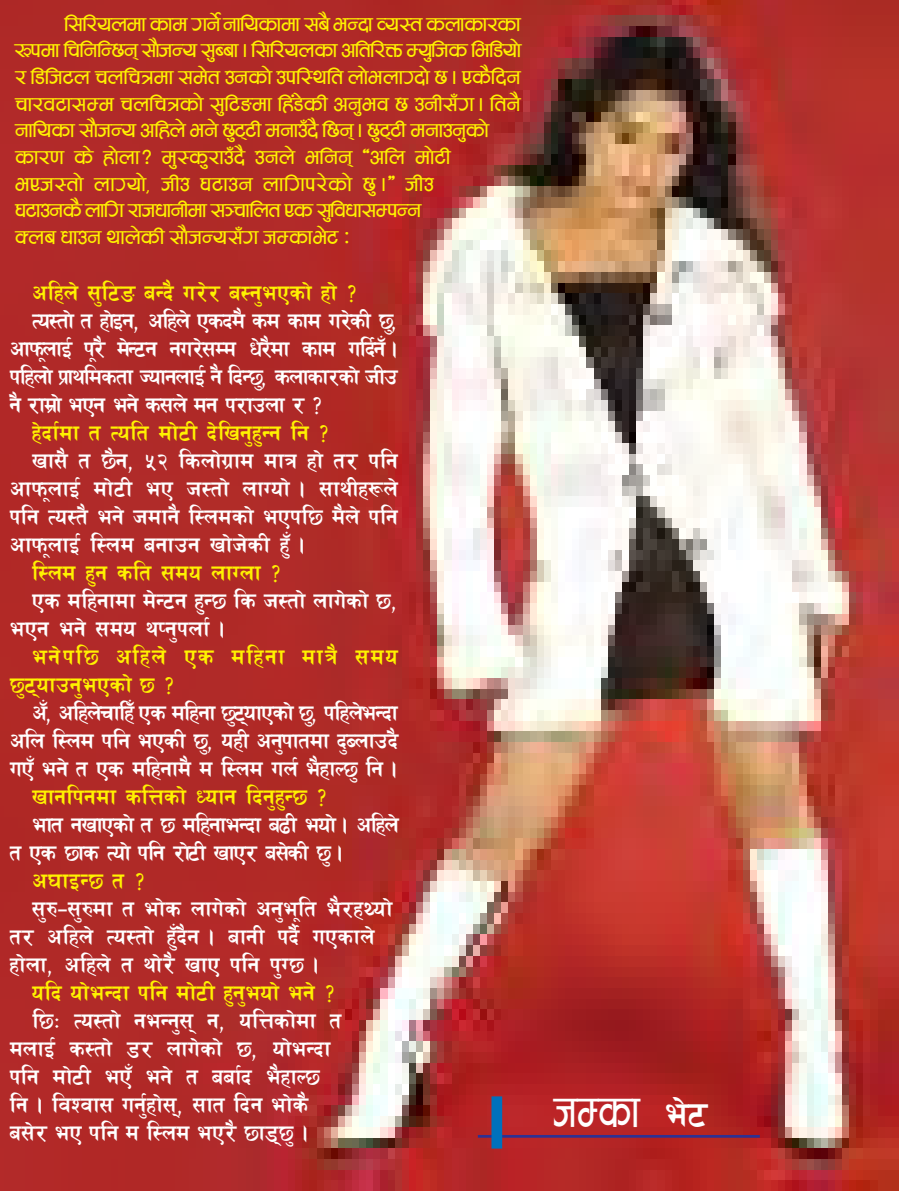 सिरियलमा काम गर्ने नायिकामा सबै भन्दा व्यस्त कलाकारका
रूपमा चिनिन्छिन् सौजन्य सुब्बा । सिरियलका अतिरिक्त म्युजिक भिडियो
र डिजिटल चलचित्रमा समेत उनको उपस्थिति लोभलाग्दो छ । एकैदिन
चारवटासम्म चलचित्रको सुटिङमा हिँडेकी अनुभव छ उनीसँग । तिनै
नायिका सौजन्य अहिले भने छुट्टी मनाउँदै छिन् । छुट्टी मनाउनुको
कारण के होला? मुस्कुराउँदै उनले भनिन् “अलि मोटी
भएजस्तो लाग्यो, जीउ घटाउन लागिपरेको छु ।” जीउ
घटाउनकै लागि राजधानीमा सञ्चालित एक सुविधासम्पन्न
क्लब धाउन थालेकी सौजन्यसँग जम्काभेट :
अहिले सुटिङ बन्दै गरेर बस्नुभएको हो ?
त्यस्तो त होइन, अहिले एकदमै कम काम गरेकी छु,
आफूलाई पूरै मेन्टन नगरेसम्म धेरैमा काम गर्दिनँ ।
पहिलो प्राथमिकता ज्यानलाई नै दिन्छु, कलाकारको जीउ
नै राम्रो भएन भने कसले मन पराउला र ?
हेर्दामा त त्यति मोटी देखिनुहुन्न नि ?
खासै त छैन, ५२ किलोग्राम मात्र हो तर पनि
आफूलाई मोटी भए जस्तो लाग्यो । साथीहरूले
पनि त्यस्तै भने जमानै स्लिमको भएपछि मैले पनि
आफूलाई स्लिम बनाउन खोजेकी हुँ ।
स्लिम हुन कति समय लाग्ला ?
एक महिनामा मेन्टन हुन्छ कि जस्तो लागेको छ,
भएन भने समय थप्नुपर्ला ।
भनेपछि अहिले एक महिना मात्रै समय
छुट्याउनुभएको छ ?
अँ, अहिलेचाहिँ एक महिना छुट्याएको छु, पहिलेभन्दा
अलि स्लिम पनि भएकी छु, यही अनुपातमा दुब्लाउदै
गएँ भने त एक महिनामै म स्लिम गर्ल भैहाल्छु नि ।
खानपिनमा कत्तिको ध्यान दिनुहुन्छ ?
भात नखाएको त छ महिनाभन्दा बढी भयो । अहिले
त एक छाक त्यो पनि रोटी खाएर बसेकी छु ।
अघाइन्छ त ?
सुरु–सुरुमा त भोक लागेको अनुभूति भैरहथ्यो
तर अहिले त्यस्तो हुँदैन । बानी पर्दै गएकाले
होला, अहिले त थोरै खाए पनि पुग्छ ।
यदि योभन्दा पनि मोटी हुनुभयो भने ?
छिः त्यस्तो नभन्नुस् न, यत्तिकोमा त
मलाई कस्तो डर लागेको छ, योभन्दा
पनि मोटी भएँ भने त बर्बाद भैहाल्छ
नि । विश्वास गर्नुहोस्, सात दिन भोकै
बसेर भए पनि म स्लिम भएरै छाड्छु ।
जम्का भेट